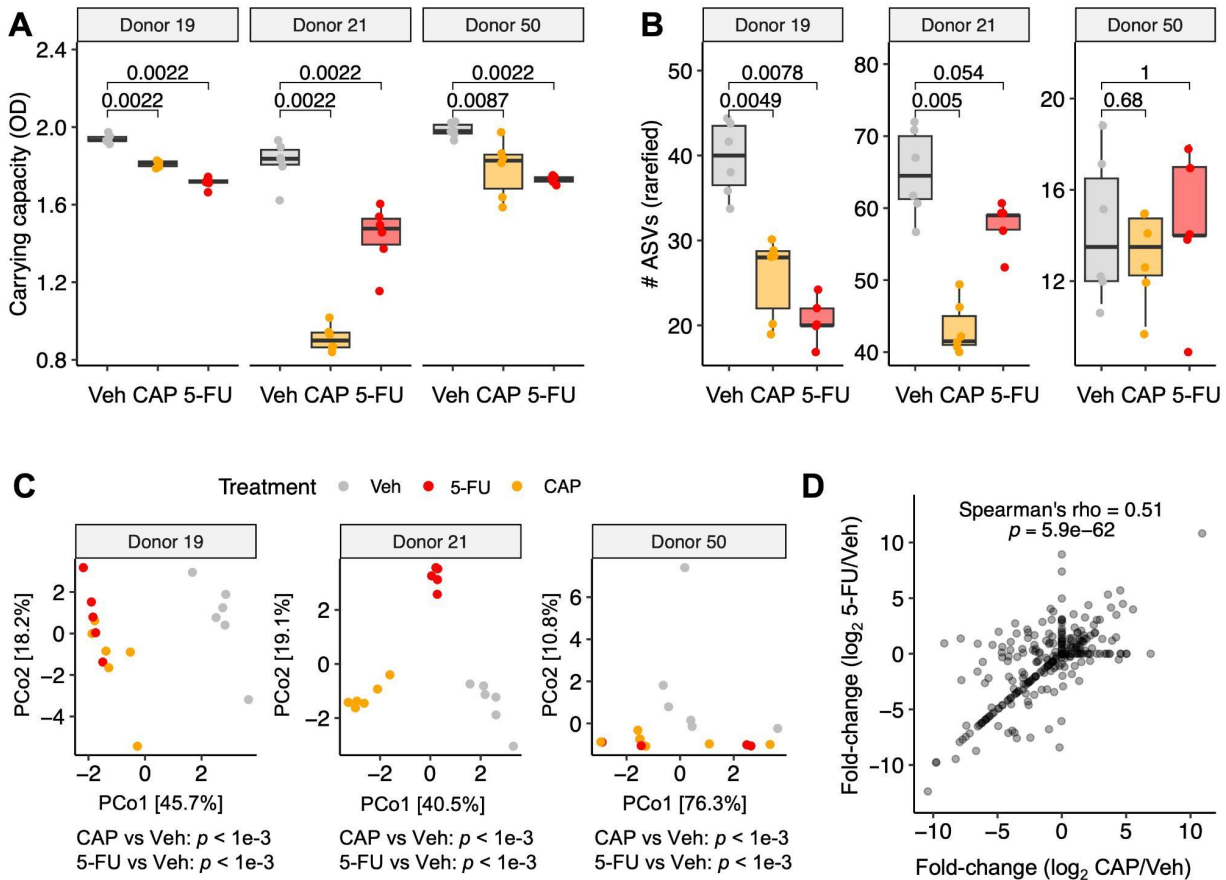 A
Donor 19
Donor 21
Donor 50
Carrying capacity (OD)
2.4
2.0
1.6
1.2
0.8
0.0022
0.0022
0.0022
0.0022
0.0022
0.0087
Veh CAP 5-FU
Veh CAP 5-FU
Veh CAP 5-FU
B
Donor 19
Donor 21
Donor 50
# ASVs (rarefied)
50
40
30
20
0.0078
0.0049
80
70
60
50
40
0.054
0.005
20
16
12
1
0.68
Veh CAP 5-FU
Veh CAP 5-FU
Veh CAP 5-FU
C
Treatment Veh 5-FU CAP
Donor 19
PCo2 [18.2%]
2
0
−2
−4
−2 0 2
PCo1 [45.7%]
CAP vs Veh: p < 1e-3
5-FU vs Veh: p < 1e-3
Donor 21
PCo2 [19.1%]
2
0
−2
−2 0 2
PCo1 [40.5%]
CAP vs Veh: p < 1e-3
5-FU vs Veh: p < 1e-3
Donor 50
PCo2 [10.8%]
6
4
2
0
−2 0 2
PCo1 [76.3%]
CAP vs Veh: p < 1e-3
5-FU vs Veh: p < 1e-3
D
Spearman's rho = 0.51
p = 5.9e−62
Fold-change (log2 5-FU/Veh)
10
5
0
−5
−10
−10 −5 0 5 10
Fold-change (log2 CAP/Veh)